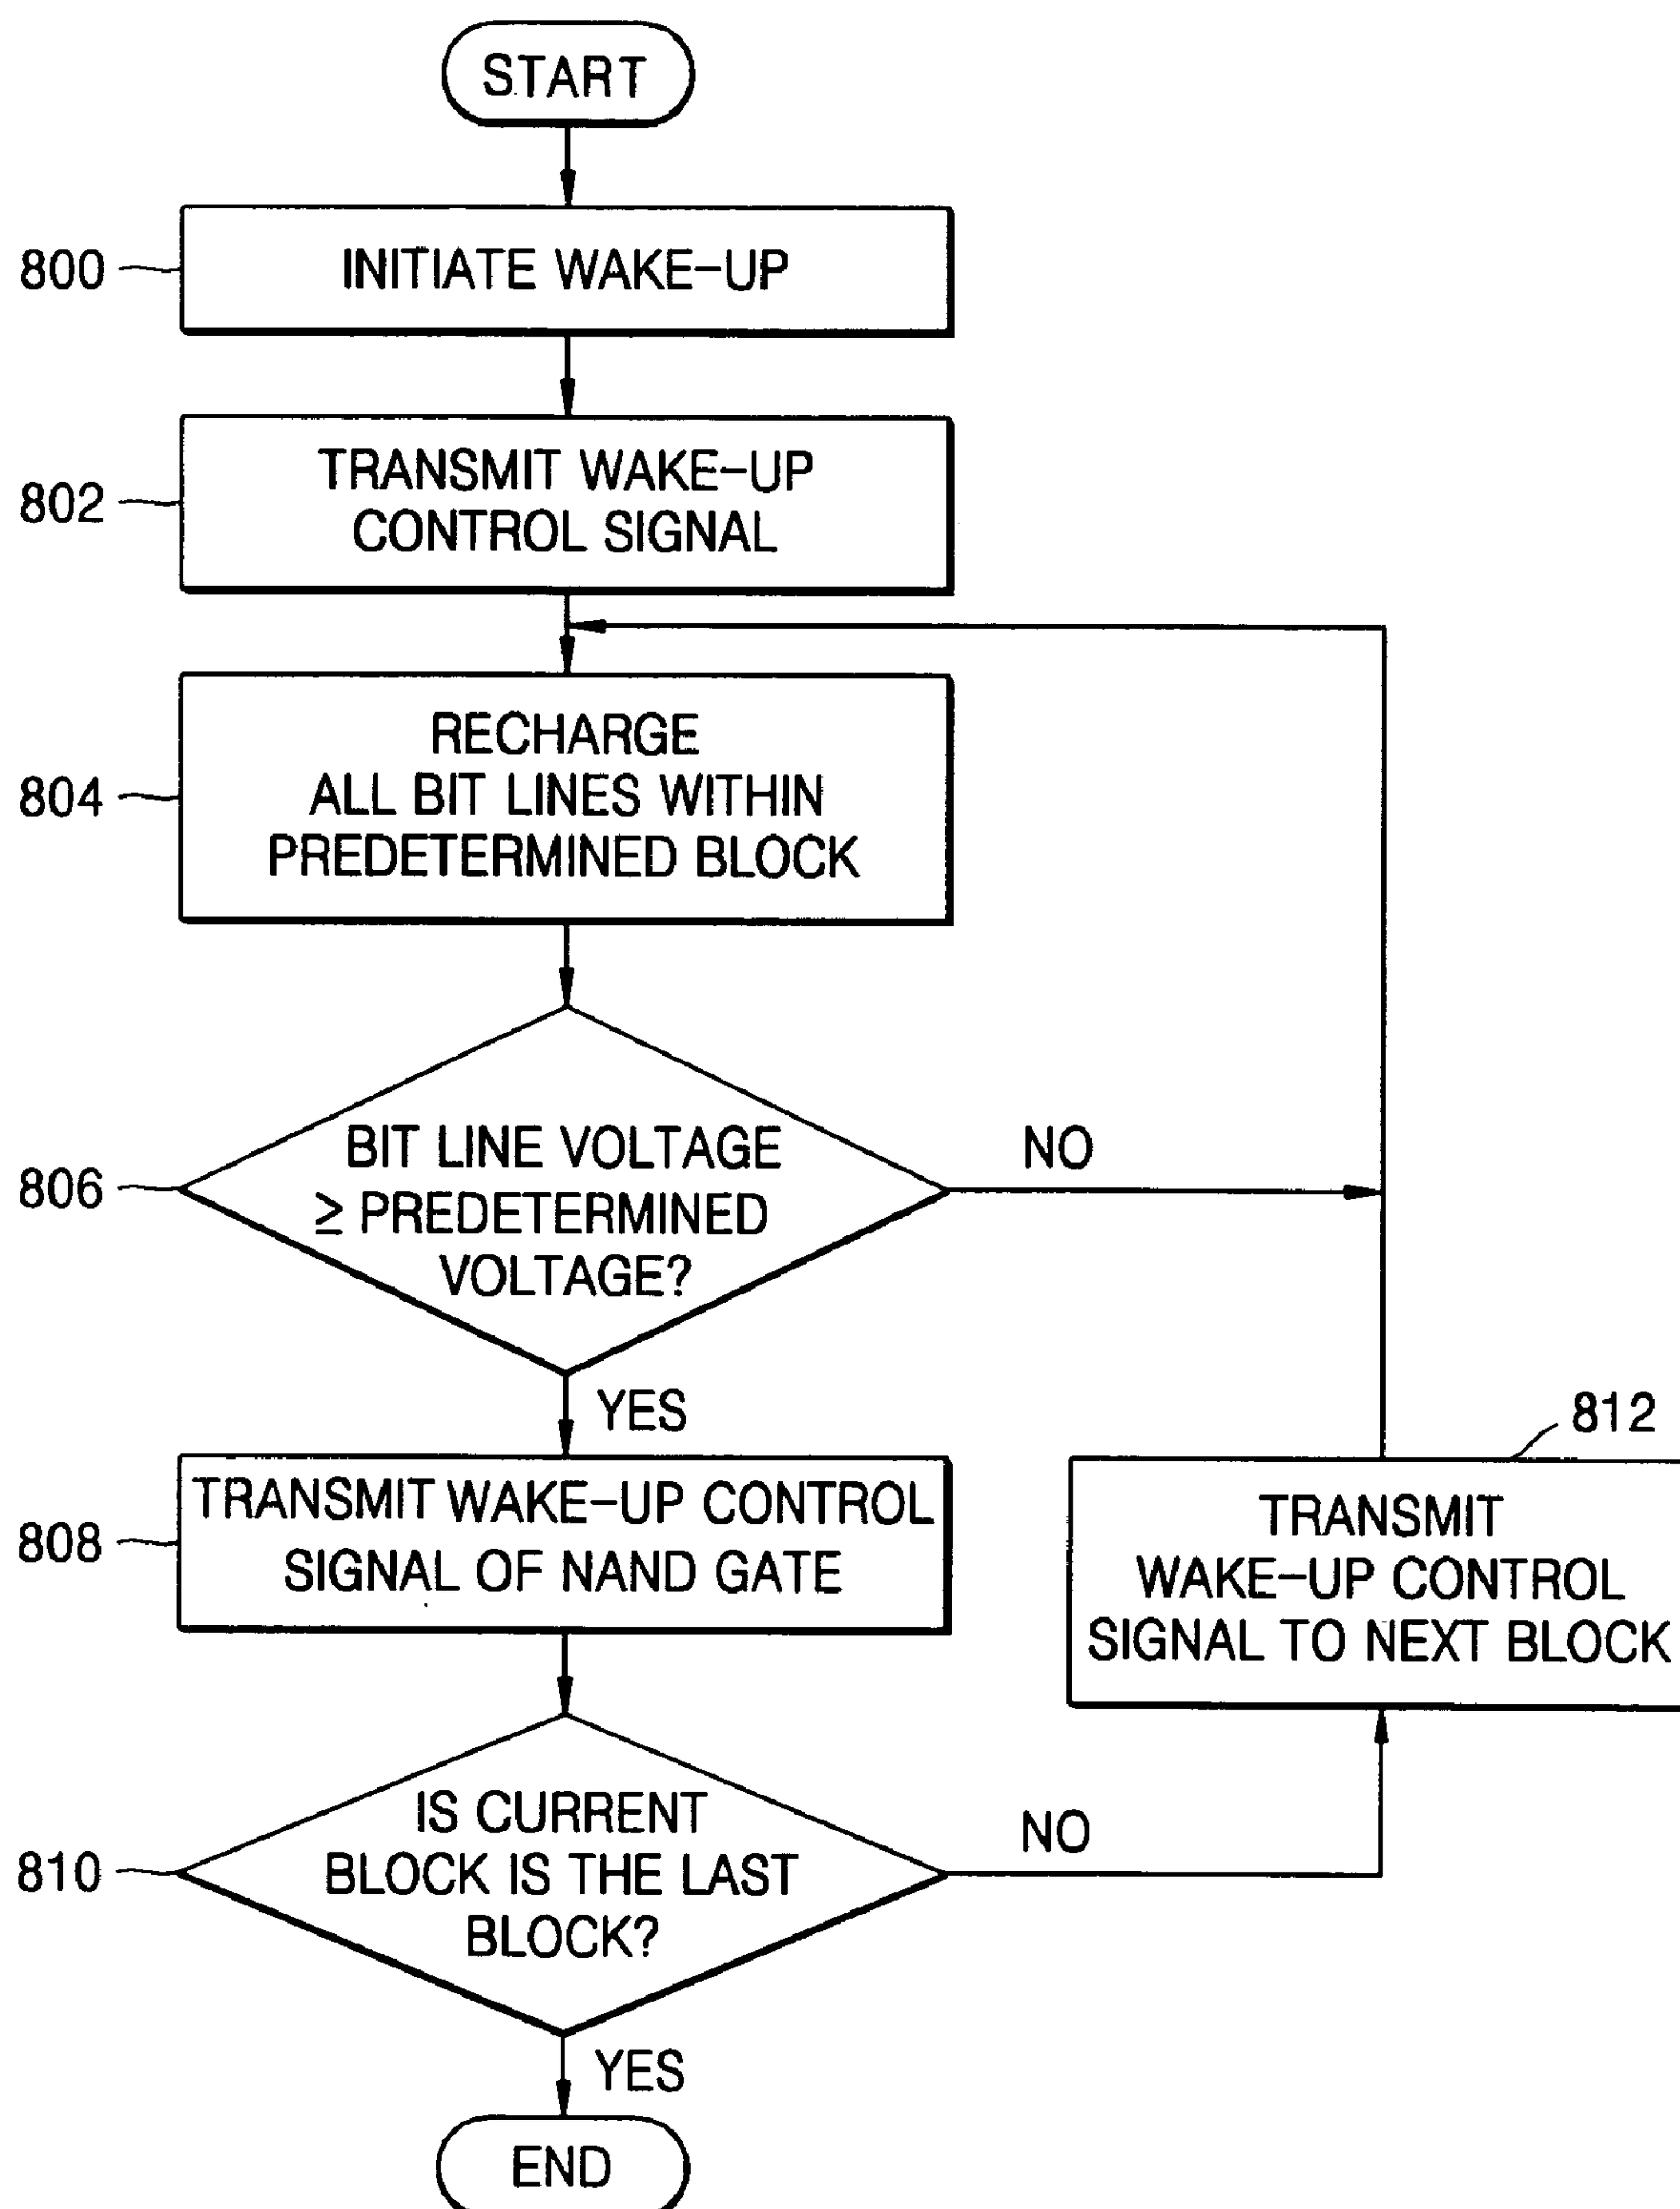 START
800
INITIATE WAKE-UP
802
TRANSMIT WAKE-UP
CONTROL SIGNAL
804
RECHARGE
ALL BIT LINES WITHIN
PREDETERMINED BLOCK
806
BIT LINE VOLTAGE
≥ PREDETERMINED
VOLTAGE?
NO
YES
808
TRANSMIT WAKE-UP CONTROL
SIGNAL OF NAND GATE
812
TRANSMIT
WAKE-UP CONTROL
SIGNAL TO NEXT BLOCK
810
IS CURRENT
BLOCK IS THE LAST
BLOCK?
NO
YES
END